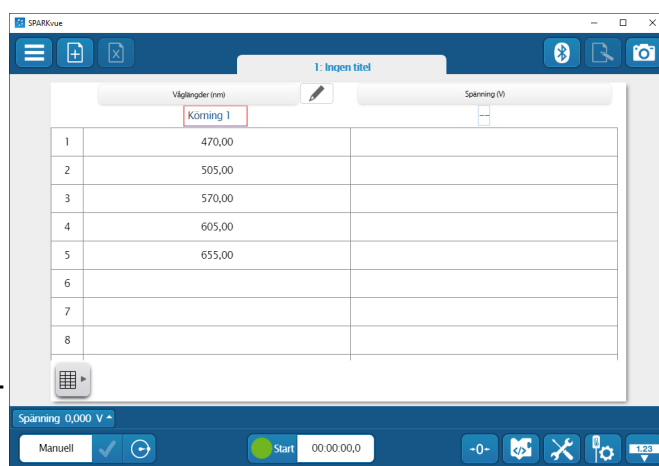 SPARKvue
1: Ingen titel
Våglängder (nm)
Spänning (V)
Körning 1
--
1
470,00
2
505,00
3
570,00
4
605,00
5
655,00
6
7
8
Spänning 0,000 V
Manuell
Start
00:00:00,0
-0-
1.23